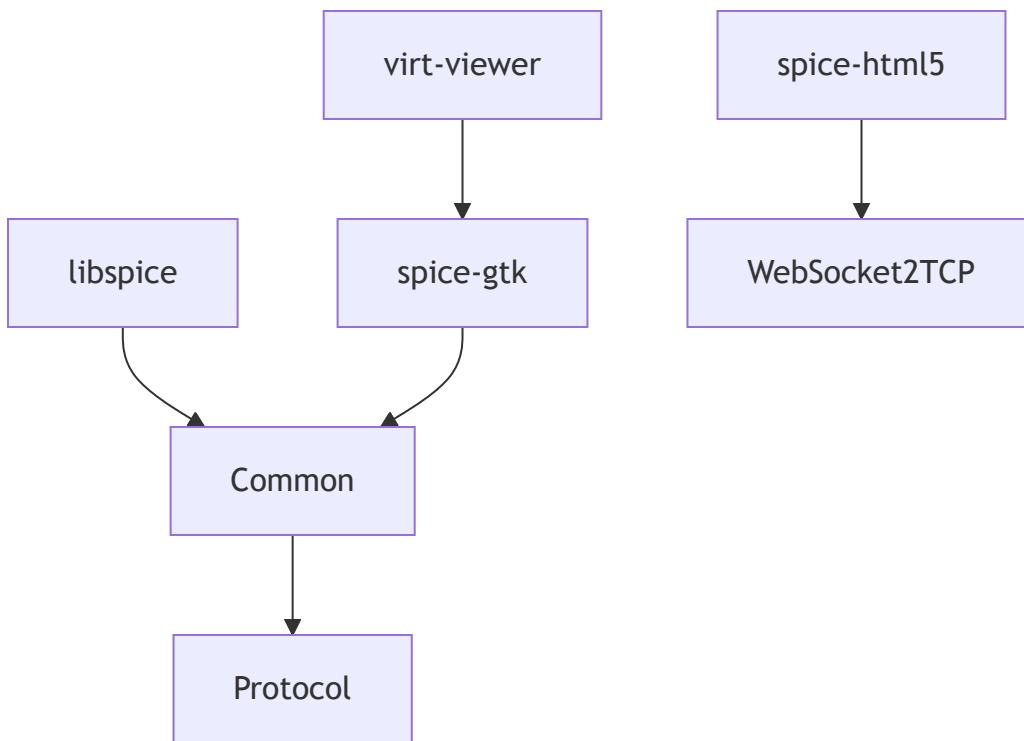 virt-viewer
spice-html5
libspice
spice-gtk
WebSocket2TCP
Common
Protocol